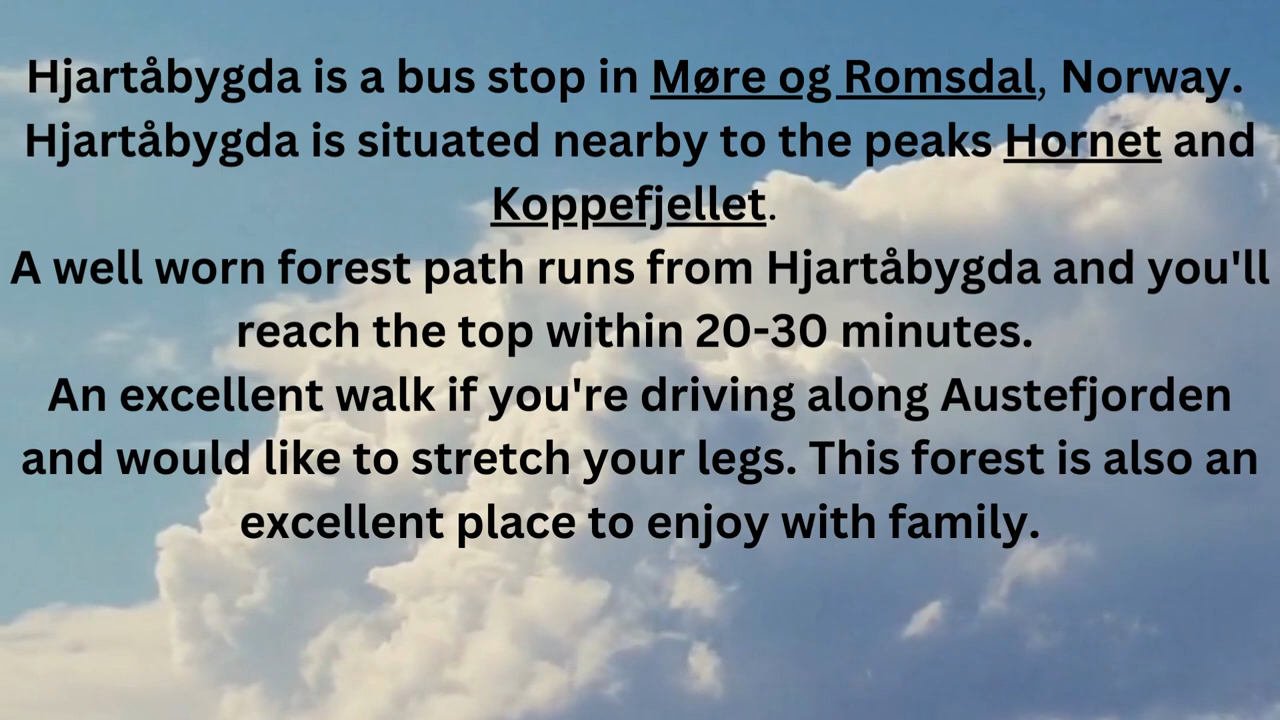 Hjartåbygda is a bus stop in Møre og Romsdal, Norway.
Hjartåbygda is situated nearby to the peaks Hornet and
Koppefjellet.
A well worn forest path runs from Hjartåbygda and you'll
reach the top within 20-30 minutes.
An excellent walk if you're driving along Austefjorden
and would like to stretch your legs. This forest is also an
excellent place to enjoy with family.